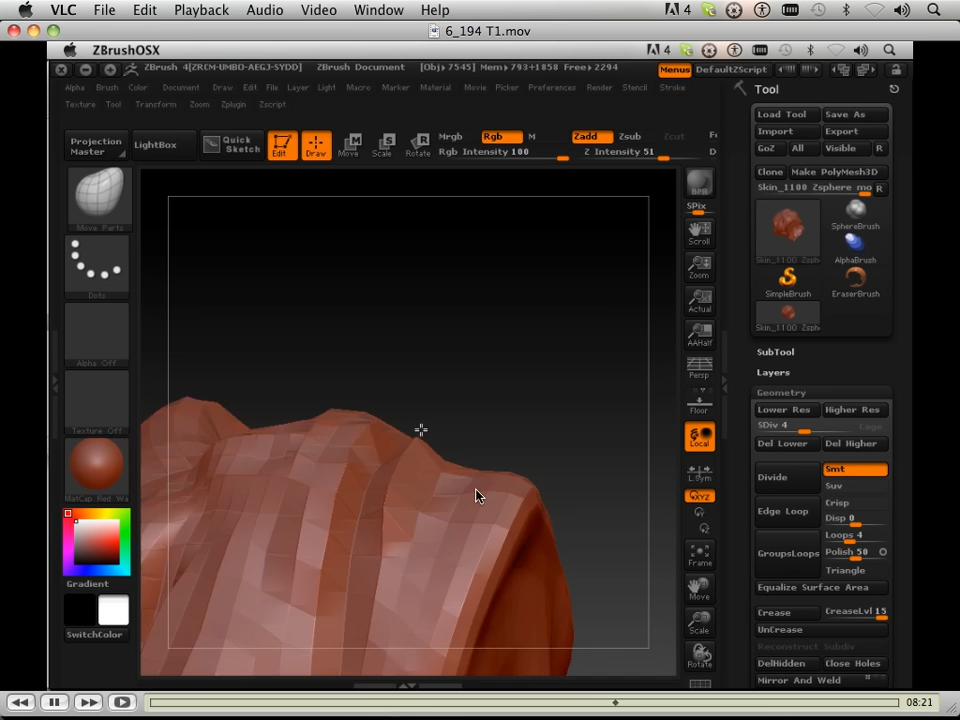 VLC File Edit Playback Audio Video Window Help
6_194 T1.mov
ZBrushOSX
ZBrush 4[ZRCM-UMBO-AEGJ-SYDD] ZBrush Document [Obj▸7545] Mem▸793+1858 Free▸2294 Menus DefaultZScript
Alpha Brush Color Document Draw Edit File Layer Light Macro Marker Material Movie Picker Preferences Render Stencil Stroke
Texture Tool Transform Zoom Zplugin Zscript
Projection Master
LightBox
Quick Sketch
Edit Draw Move Scale Rotate
Mrgb Rgb M Zadd Zsub Zcut
Rgb Intensity 100 Z Intensity 51
Move Parts
Dots
Alpha Off
Texture Off
MatCap Red Wa
Gradient
SwitchColor
BPR
SPix
Scroll
Zoom
Actual
AAHalf
Persp
Floor
Local
L.Sym
XYZ
Frame
Move
Scale
Rotate
Tool
Load Tool Save As
Import Export
GoZ All Visible R
Clone Make PolyMesh3D
Skin_1100 Zsphere mo R
SphereBrush
Skin_1100 Zsph AlphaBrush
SimpleBrush EraserBrush
Skin_1100 Zsph
SubTool
Layers
Geometry
Lower Res Higher Res
SDiv 4 Cage
Del Lower Del Higher
Divide Smt
Suv
Edge Loop Crisp
Disp 0
GroupsLoops Loops 4
Polish 50
Triangle
Equalize Surface Area
Crease CreaseLvl 15
UnCrease
Reconstruct Subdiv
DelHidden Close Holes
Mirror And Weld
08:21